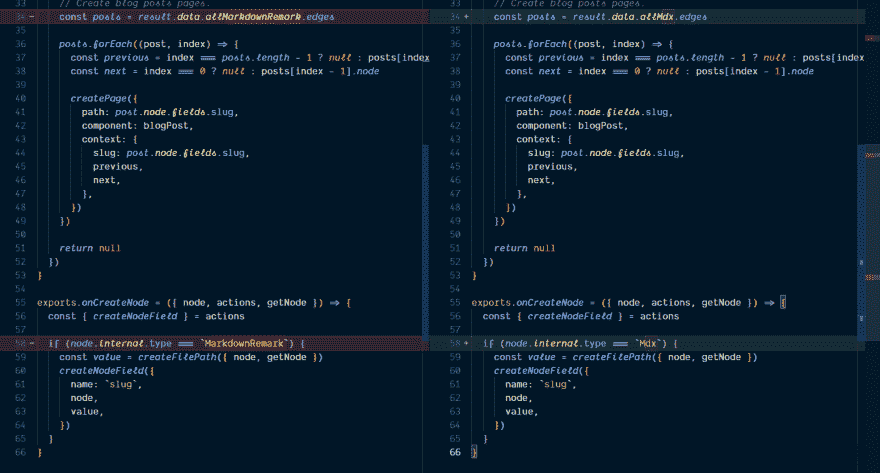 33 // Create blog posts pages.
34 - const posts = result.data.allMarkdownRemark.edges
35
36 posts.forEach((post, index) => {
37 const previous = index === posts.length - 1 ? null : posts[index
38 const next = index === 0 ? null : posts[index - 1].node
39
40 createPage({
41 path: post.node.fields.slug,
42 component: blogPost,
43 context: {
44 slug: post.node.fields.slug,
45 previous,
46 next,
47 },
48 })
49 })
50
51 return null
52 })
53 }
54
55 exports.onCreateNode = ({ node, actions, getNode }) => {
56 const { createNodeField } = actions
57
58 - if (node.internal.type === `MarkdownRemark`) {
59 const value = createFilePath({ node, getNode })
60 createNodeField({
61 name: `slug`,
62 node,
63 value,
64 })
65 }
66 }
33 // Create blog posts pages.
34 + const posts = result.data.allMdx.edges
35
36 posts.forEach((post, index) => {
37 const previous = index === posts.length - 1 ? null : posts[index
38 const next = index === 0 ? null : posts[index - 1].node
39
40 createPage({
41 path: post.node.fields.slug,
42 component: blogPost,
43 context: {
44 slug: post.node.fields.slug,
45 previous,
46 next,
47 },
48 })
49 })
50
51 return null
52 })
53 }
54
55 exports.onCreateNode = ({ node, actions, getNode }) => {
56 const { createNodeField } = actions
57
58 + if (node.internal.type === `Mdx`) {
59 const value = createFilePath({ node, getNode })
60 createNodeField({
61 name: `slug`,
62 node,
63 value,
64 })
65 }
66 }